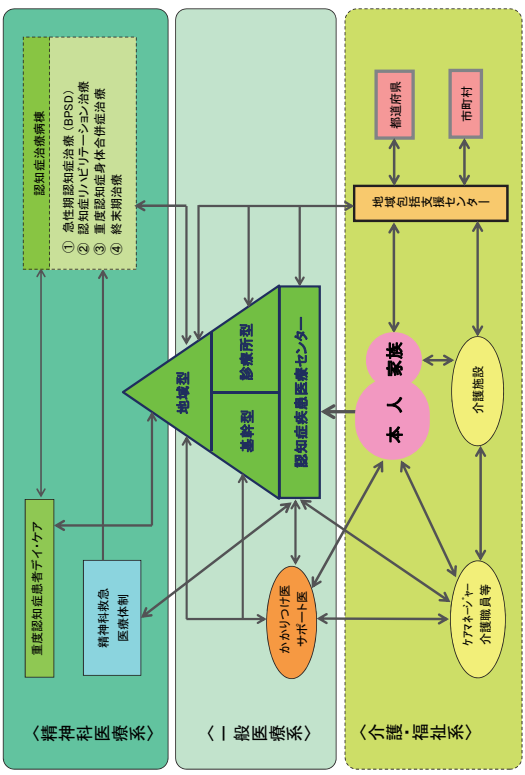 〈精神科医療系〉
重度認知症患者デイ・ケア
精神科救急
医療体制
認知症治療病棟
① 急性期認知症治療(BPSD)
② 認知症リハビリテーション治療
③ 重度認知症身体合併症治療
④ 終末期治療
〈一般医療系〉
かかりつけ医
サポート医
地域型
基幹型
診療所型
認知症疾患医療センター
〈介護・福祉系〉
ケアマネージャー
介護職員等
本人
家族
介護施設
地域包括支援センター
都道府県
市町村